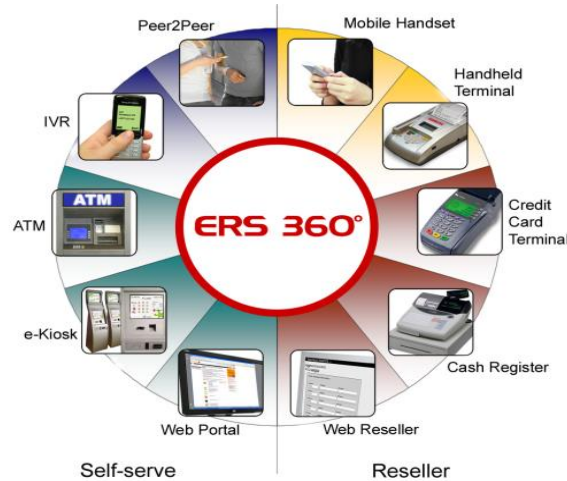 Peer2Peer
Mobile Handset
Handheld
Terminal
IVR
ATM
ATM
Credit
Card
Terminal
ERS 360°
e-Kiosk
Cash Register
Web Portal
Web Reseller
Self-serve
Reseller